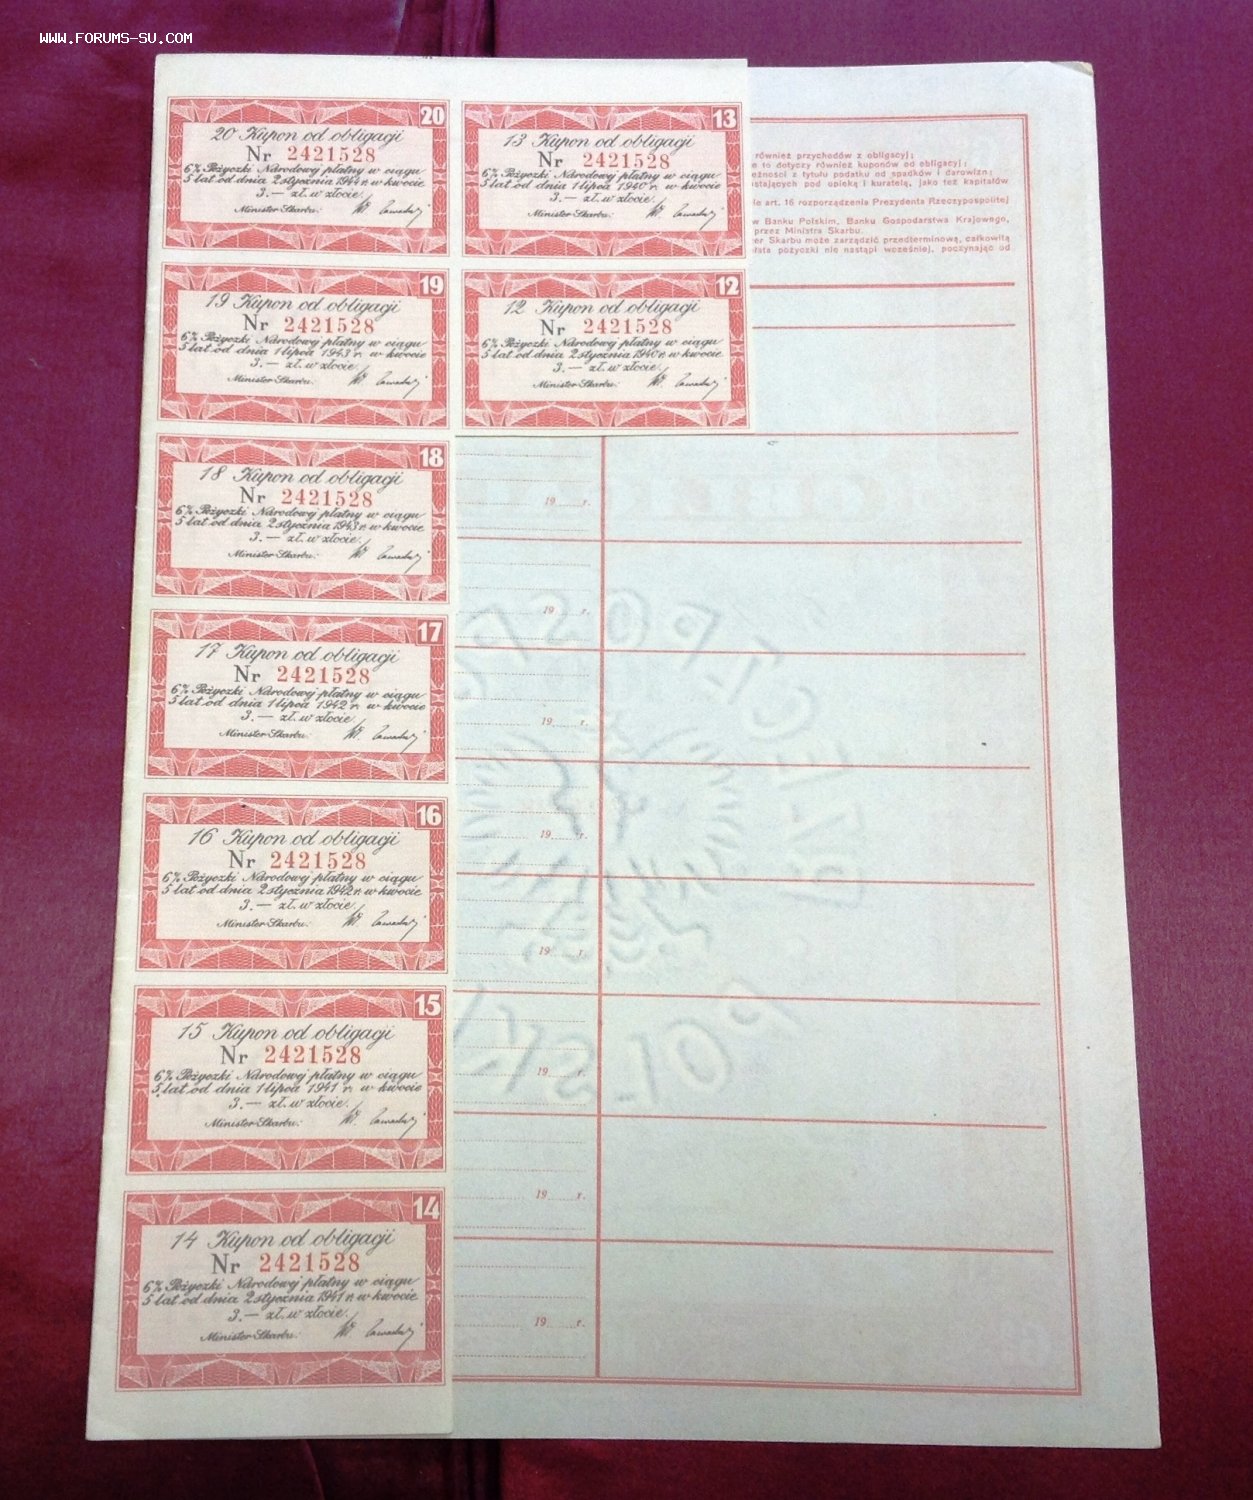 www.forums-su.com
20
20 Kupon od obligacji
Nr 2421528
6% Pożyczki Narodowej płatny w ciągu
5 lat od dnia 2 stycznia 1944 r. w kwocie
3.— zł. w złocie.
Minister Skarbu:
19
19 Kupon od obligacji
Nr 2421528
6% Pożyczki Narodowej płatny w ciągu
5 lat od dnia 1 lipca 1943 r. w kwocie
3.— zł. w złocie.
Minister Skarbu:
18
18 Kupon od obligacji
Nr 2421528
6% Pożyczki Narodowej płatny w ciągu
5 lat od dnia 2 stycznia 1943 r. w kwocie
3.— zł. w złocie.
Minister Skarbu:
17
17 Kupon od obligacji
Nr 2421528
6% Pożyczki Narodowej płatny w ciągu
5 lat od dnia 1 lipca 1942 r. w kwocie
3.— zł. w złocie.
Minister Skarbu:
16
16 Kupon od obligacji
Nr 2421528
6% Pożyczki Narodowej płatny w ciągu
5 lat od dnia 2 stycznia 1942 r. w kwocie
3.— zł. w złocie.
Minister Skarbu:
15
15 Kupon od obligacji
Nr 2421528
6% Pożyczki Narodowej płatny w ciągu
5 lat od dnia 1 lipca 1941 r. w kwocie
3.— zł. w złocie.
Minister Skarbu:
14
14 Kupon od obligacji
Nr 2421528
6% Pożyczki Narodowej płatny w ciągu
5 lat od dnia 2 stycznia 1941 r. w kwocie
3.— zł. w złocie.
Minister Skarbu:
13
13 Kupon od obligacji
Nr 2421528
6% Pożyczki Narodowej płatny w ciągu
5 lat od dnia 1 lipca 1940 r. w kwocie
3.— zł. w złocie.
Minister Skarbu:
12
12 Kupon od obligacji
Nr 2421528
6% Pożyczki Narodowej płatny w ciągu
5 lat od dnia 2 stycznia 1940 r. w kwocie
3.— zł. w złocie.
Minister Skarbu:
również przychodów z obligacyj;
e to dotyczy również kuponów od obligacyj;
eżności z tytułu podatku od spadków i darowizn;
stających pod opieką i kuratelą, jako też kapitałów
le art. 16 rozporządzenia Prezydenta Rzeczypospolitej
w Banku Polskim, Banku Gospodarstwa Krajowego,
przez Ministra Skarbu.
ter Skarbu może zarządzić przedterminową, całkowitą
łata pożyczki nie nastąpi wcześniej, poczynając od
19 r.
19 r.
19 r.
19 r.
19 r.
19 r.
19 r.
19 r.